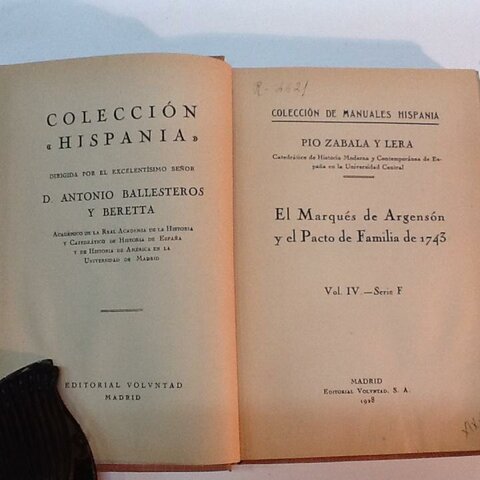 COLECCIÓN
« HISPANIA »
DIRIGIDA POR EL EXCELENTÍSIMO SEÑOR
D. ANTONIO BALLESTEROS
Y BERETTA
ACADÉMICO DE LA REAL ACADEMIA DE LA HISTORIA
Y CATEDRÁTICO DE HISTORIA DE ESPAÑA
Y DE HISTORIA DE AMÉRICA EN LA
UNIVERSIDAD DE MADRID
EDITORIAL VOLVNTAD
MADRID
COLECCIÓN DE MANUALES HISPANIA
PIO ZABALA Y LERA
Catedrático de Historia Moderna y Contemporánea de Es-
paña en la Universidad Central
El Marqués de Argensón
y el Pacto de Familia de 1743
Vol. IV.—Serie F
MADRID
Editorial Volvntad, S. A.
1928